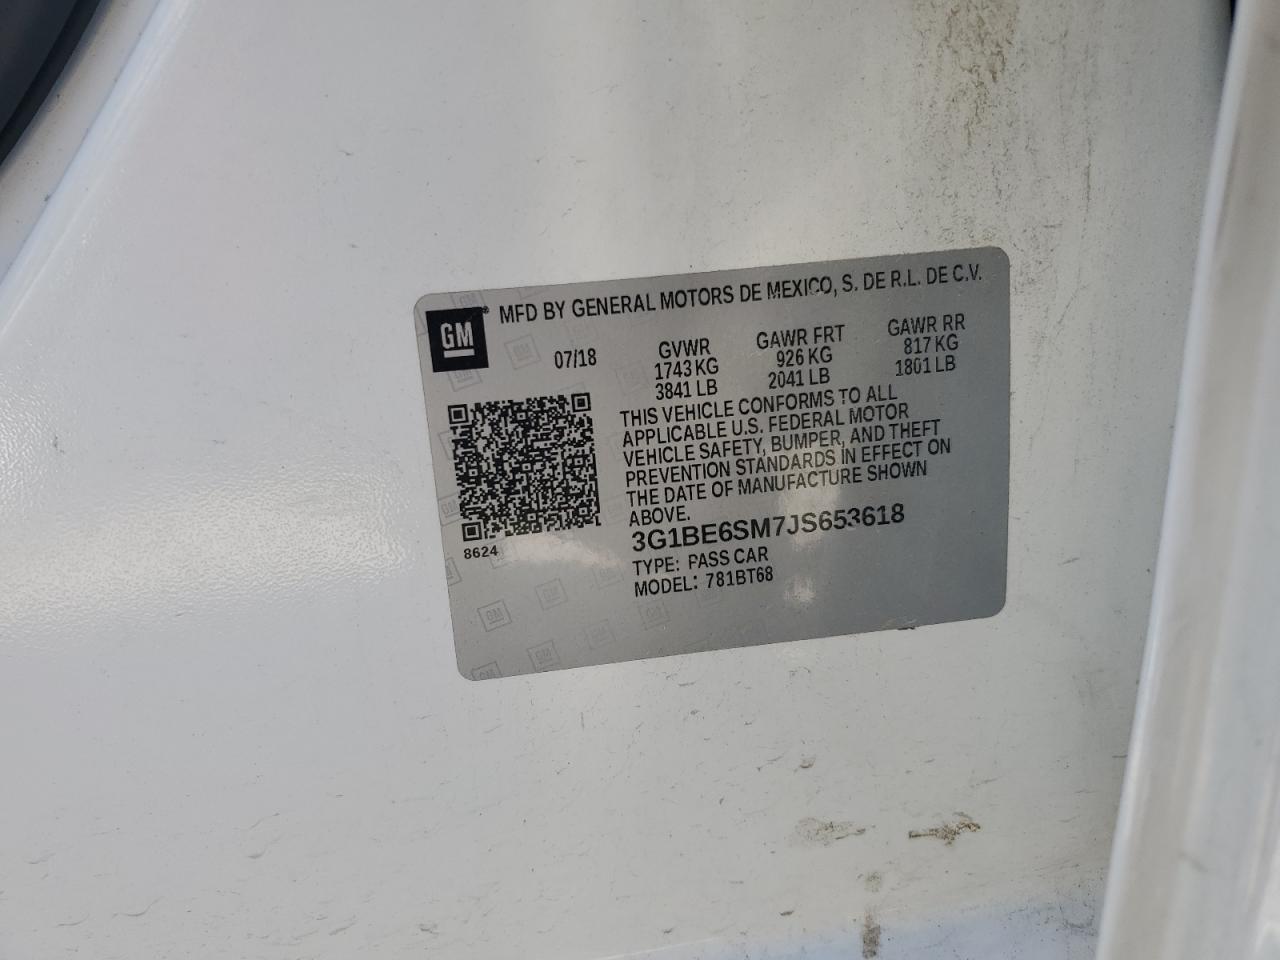 GM
MFD BY GENERAL MOTORS DE MEXICO, S. DE R.L. DE C.V.
07/18
GVWR
1743 KG
3841 LB
GAWR FRT
926 KG
2041 LB
GAWR RR
817 KG
1801 LB
THIS VEHICLE CONFORMS TO ALL
APPLICABLE U.S. FEDERAL MOTOR
VEHICLE SAFETY, BUMPER, AND THEFT
PREVENTION STANDARDS IN EFFECT ON
THE DATE OF MANUFACTURE SHOWN
ABOVE.
8624
3G1BE6SM7JS653618
TYPE: PASS CAR
MODEL: 781BT68